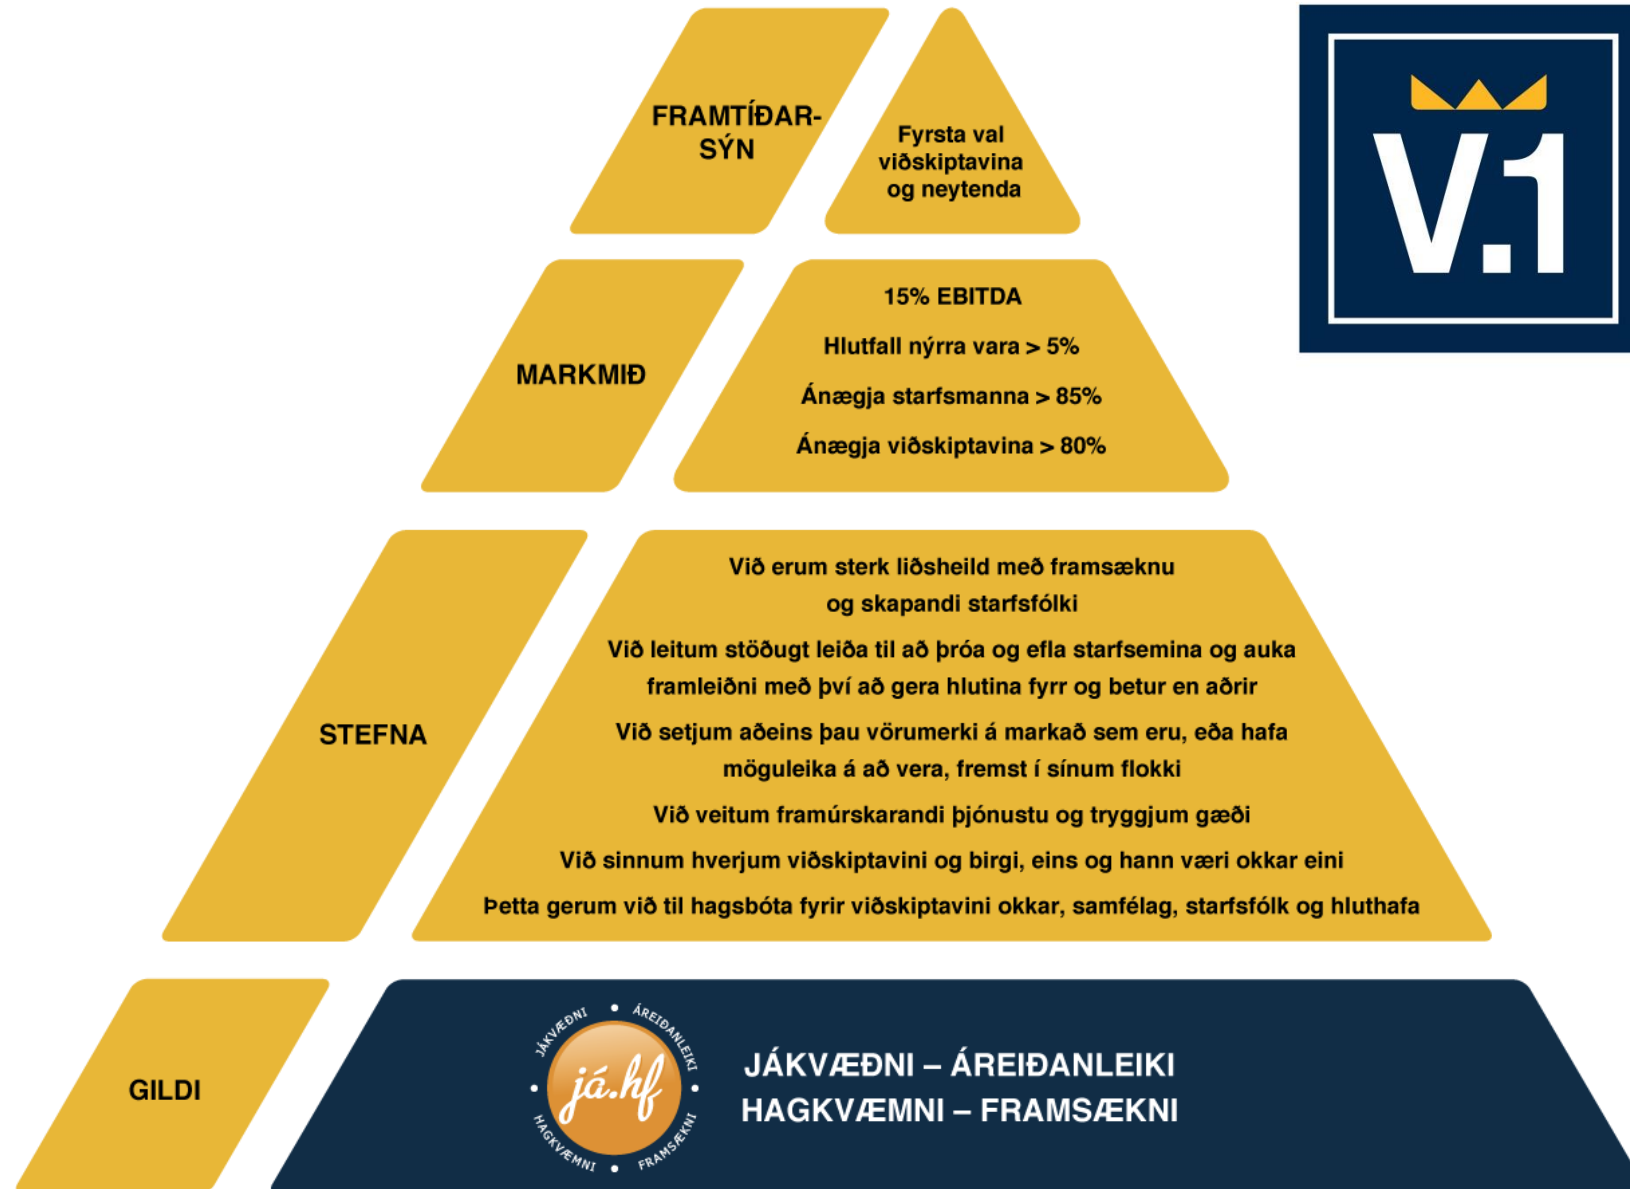 FRAMTÍÐAR-
SÝN
Fyrsta val
viðskiptavina
og neytenda
V.1
MARKMIÐ
15% EBITDA
Hlutfall nýrra vara > 5%
Ánægja starfsmanna > 85%
Ánægja viðskiptavina > 80%
STEFNA
Við erum sterk liðsheild með framsæknu
og skapandi starfsfólki
Við leitum stöðugt leiða til að þróa og efla starfsemina og auka
framleiðni með því að gera hlutina fyrr og betur en aðrir
Við setjum aðeins þau vörumerki á markað sem eru, eða hafa
möguleika á að vera, fremst í sínum flokki
Við veitum framúrskarandi þjónustu og tryggjum gæði
Við sinnum hverjum viðskiptavini og birgi, eins og hann væri okkar eini
Þetta gerum við til hagsbóta fyrir viðskiptavini okkar, samfélag, starfsfólk og hluthafa
GILDI
JÁKVÆÐNI • ÁREIÐANLEIKI
já.hf
HAGKVÆMNI • FRAMSÆKNI
JÁKVÆÐNI – ÁREIÐANLEIKI
HAGKVÆMNI – FRAMSÆKNI